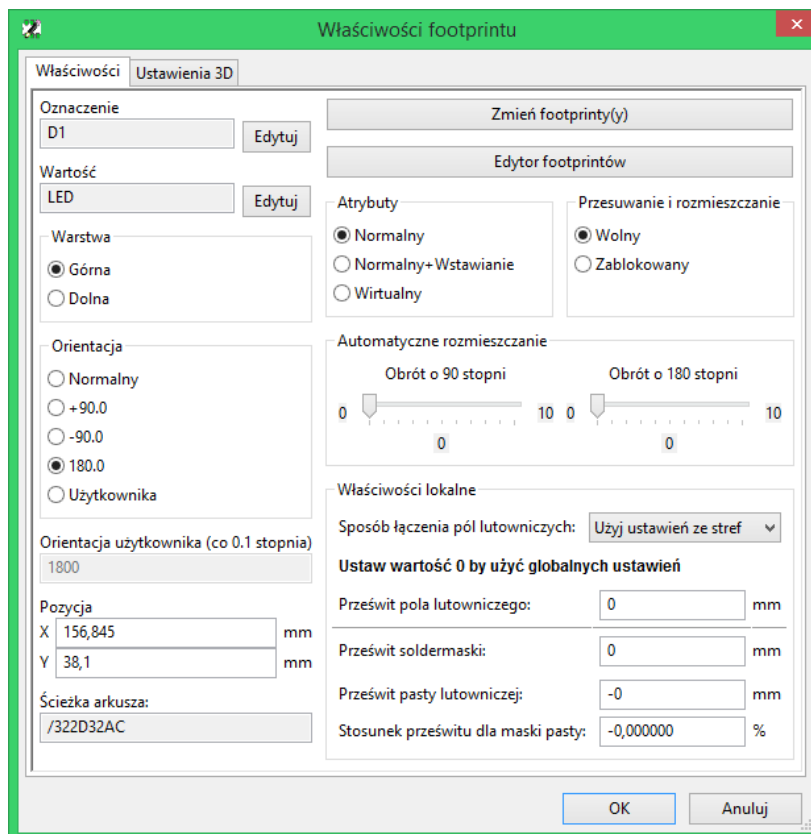 Właściwości footprintu
Właściwości
Ustawienia 3D
Oznaczenie
D1
Edytuj
Wartość
LED
Edytuj
Warstwa
Górna
Dolna
Orientacja
Normalny
+90.0
-90.0
180.0
Użytkownika
Orientacja użytkownika (co 0.1 stopnia)
1800
Pozycja
X 156,845 mm
Y 38,1 mm
Ścieżka arkusza:
/322D32AC
Zmień footprinty(y)
Edytor footprintów
Atrybuty
Normalny
Normalny+Wstawianie
Wirtualny
Przesuwanie i rozmieszczanie
Wolny
Zablokowany
Automatyczne rozmieszczanie
Obrót o 90 stopni
0 10
0
Obrót o 180 stopni
0 10
0
Właściwości lokalne
Sposób łączenia pól lutowniczych: Użyj ustawień ze stref
Ustaw wartość 0 by użyć globalnych ustawień
Prześwit pola lutowniczego: 0 mm
Prześwit soldermaski: 0 mm
Prześwit pasty lutowniczej: -0 mm
Stosunek prześwitu dla maski pasty: -0,000000 %
OK
Anuluj